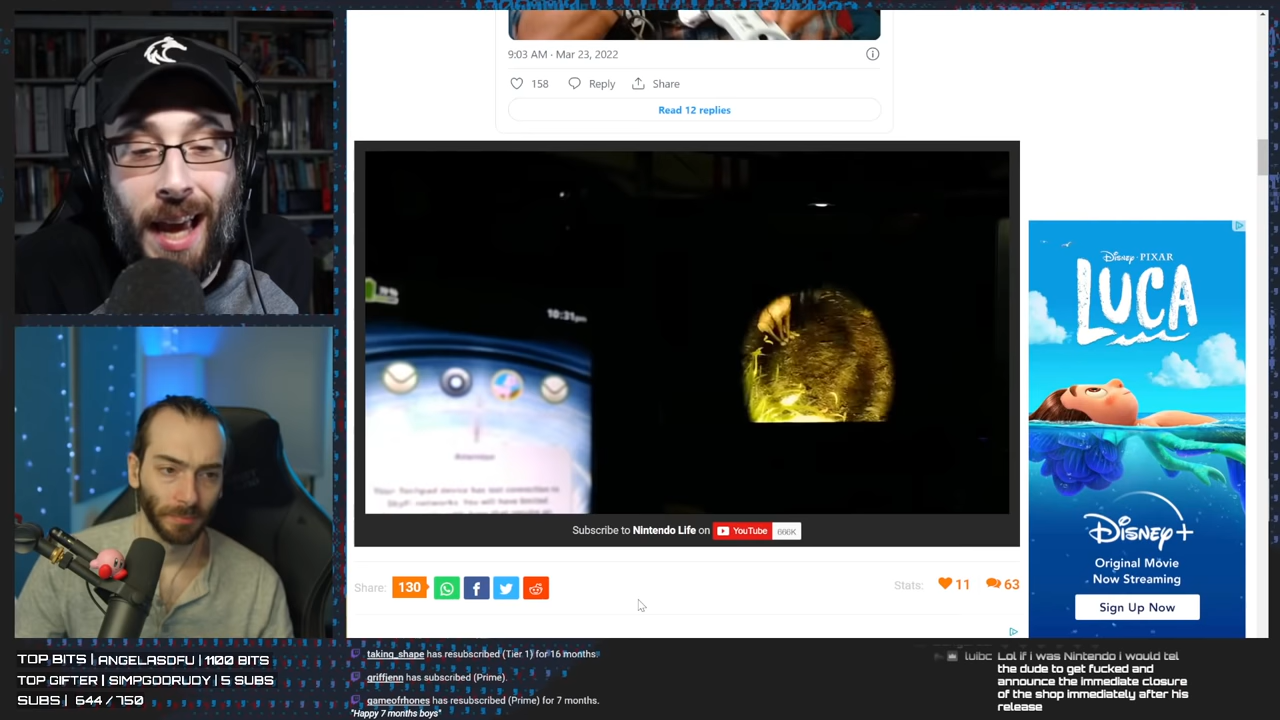 9:03 AM · Mar 23, 2022
158 Reply Share
Read 12 replies
10:31pm
Subscribe to Nintendo Life on YouTube 666K
Share: 130
Stats: 11 63
Disney · PIXAR
LUCA
Disney+
Original Movie
Now Streaming
Sign Up Now
TOP BITS | ANGELASDFU | 1100 BITS
TOP GIFTER | SIMPGODRUDY | 5 SUBS
SUBS | 644 / 750
taking_shape has resubscribed (Tier 1) for 16 months.
griffjenn has subscribed (Prime).
gameofrhones has resubscribed (Prime) for 7 months.
"Happy 7 months boys"
luibc Lol if i was Nintendo i would tell
the dude to get fucked and
announce the immediate closure
of the shop immediately after his
release